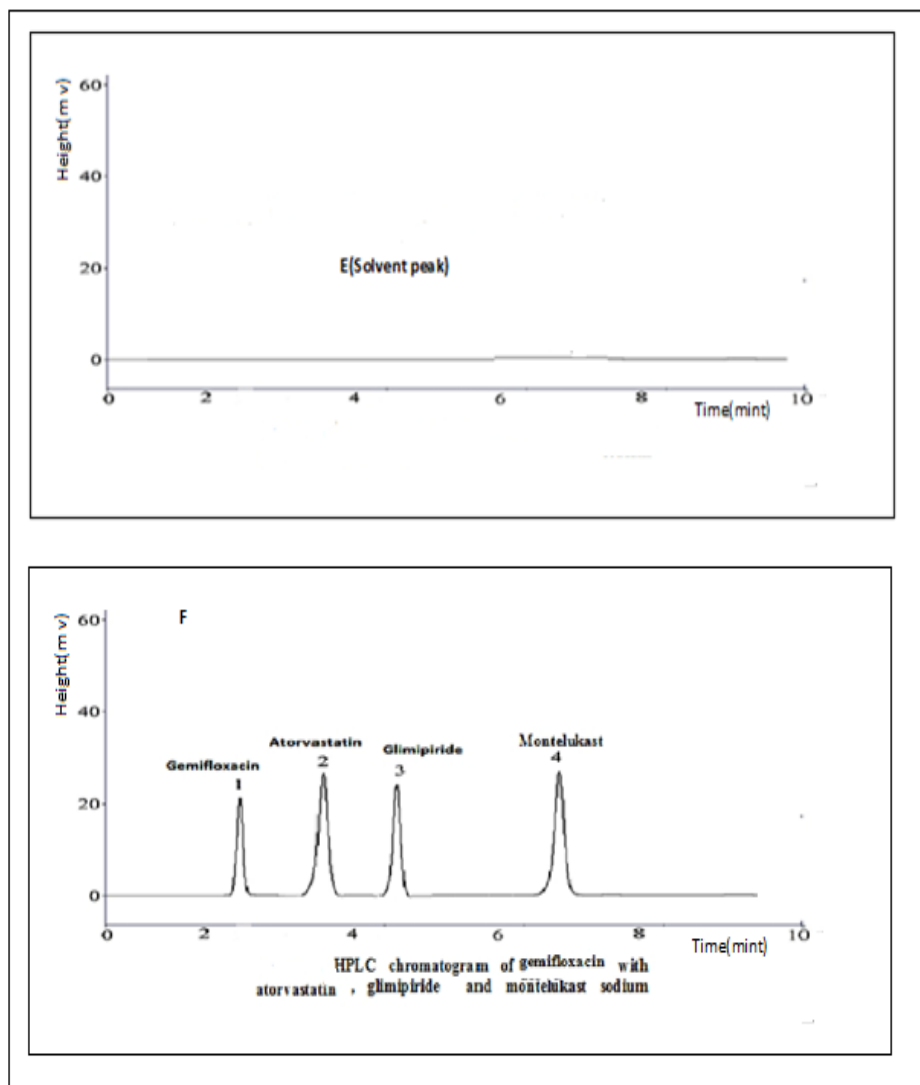 60
40
20
0
Height(m v)
E(Solvent peak)
0 2 4 6 8 10
Time(mint)
F
60
40
20
0
Height(m v)
Gemifloxacin
1
Atorvastatin
2
Glimipiride
3
Montelukast
4
0 2 4 6 8 10
Time(mint)
HPLC chromatogram of gemifloxacin with
atorvastatin , glimipiride and montelukast sodium